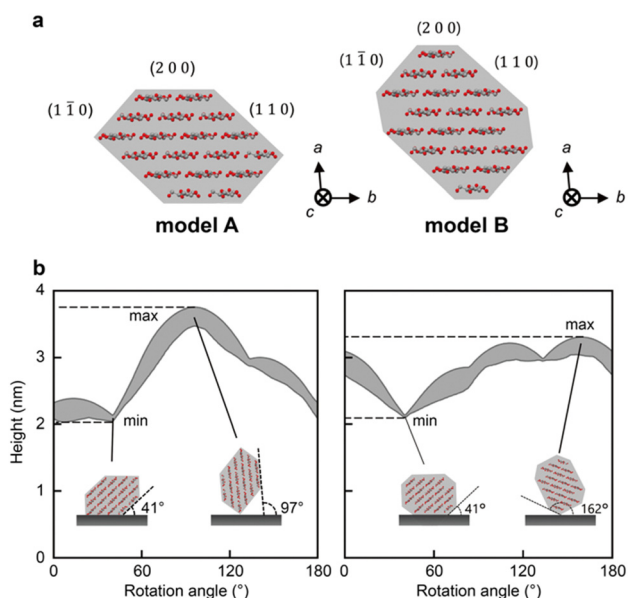 a
(2 0 0)
(1 1̄ 0)
(1 1 0)
a
b
c
model A
(2 0 0)
(1 1̄ 0)
(1 1 0)
a
b
c
model B
b
Height (nm)
4
3
2
1
0
max
min
41°
97°
0 60 120 180
Rotation angle (°)
max
min
41°
162°
0 60 120 180
Rotation angle (°)